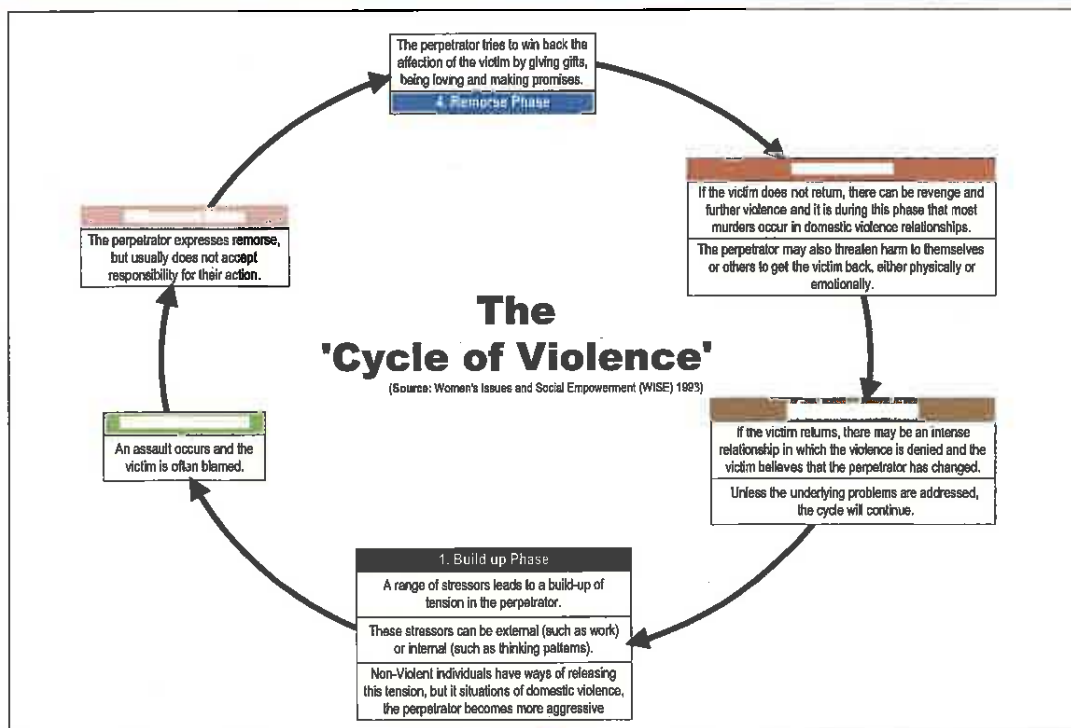 The perpetrator tries to win back the
affection of the victim by giving gifts,
being loving and making promises.
4. Remorse Phase
If the victim does not return, there can be revenge and
further violence and it is during this phase that most
murders occur in domestic violence relationships.
The perpetrator may also threaten harm to themselves
or others to get the victim back, either physically or
emotionally.
The perpetrator expresses remorse,
but usually does not accept
responsibility for their action.
The
'Cycle of Violence'
(Source: Women's Issues and Social Empowerment (WISE) 1993)
If the victim returns, there may be an intense
relationship in which the violence is denied and the
victim believes that the perpetrator has changed.
Unless the underlying problems are addressed,
the cycle will continue.
An assault occurs and the
victim is often blamed.
1. Build up Phase
A range of stressors leads to a build-up of
tension in the perpetrator.
These stressors can be external (such as work)
or internal (such as thinking patterns).
Non-Violent individuals have ways of releasing
this tension, but it situations of domestic violence,
the perpetrator becomes more aggressive